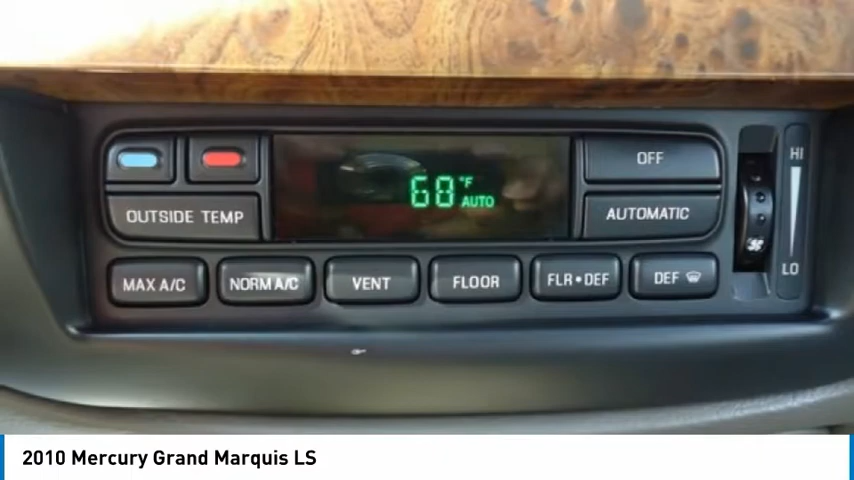 68 °F AUTO
OFF
HI
OUTSIDE TEMP
AUTOMATIC
MAX A/C
NORM A/C
VENT
FLOOR
FLR•DEF
DEF
LO
2010 Mercury Grand Marquis LS